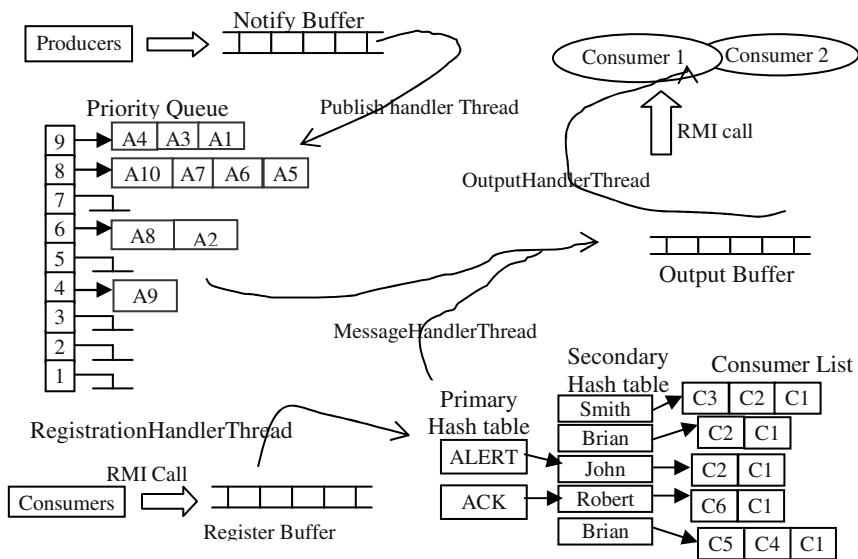 Notify Buffer
Producers
Publish handler Thread
Consumer 1
Consumer 2
RMI call
OutputHandlerThread
Output Buffer
Priority Queue
9 A4 A3 A1
8 A10 A7 A6 A5
7
6 A8 A2
5
4 A9
3
2
1
MessageHandlerThread
RegistrationHandlerThread
RMI Call
Consumers
Register Buffer
Primary
Hash table
ALERT
ACK
Secondary
Hash table
Consumer List
Smith C3 C2 C1
Brian C2 C1
John C2 C1
Robert C6 C1
Brian C5 C4 C1